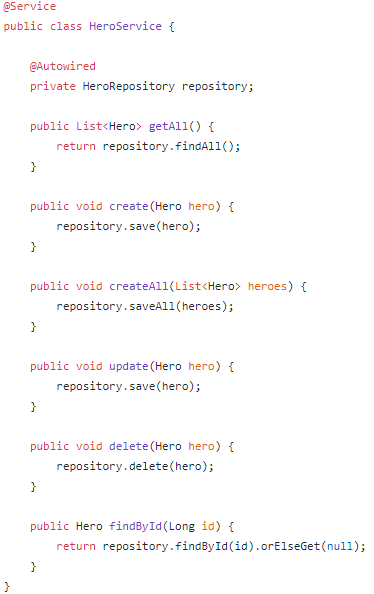 @Service
public class HeroService {
@Autowired
private HeroRepository repository;
public List<Hero> getAll() {
return repository.findAll();
}
public void create(Hero hero) {
repository.save(hero);
}
public void createAll(List<Hero> heroes) {
repository.saveAll(heroes);
}
public void update(Hero hero) {
repository.save(hero);
}
public void delete(Hero hero) {
repository.delete(hero);
}
public Hero findById(Long id) {
return repository.findById(id).orElseGet(null);
}
}